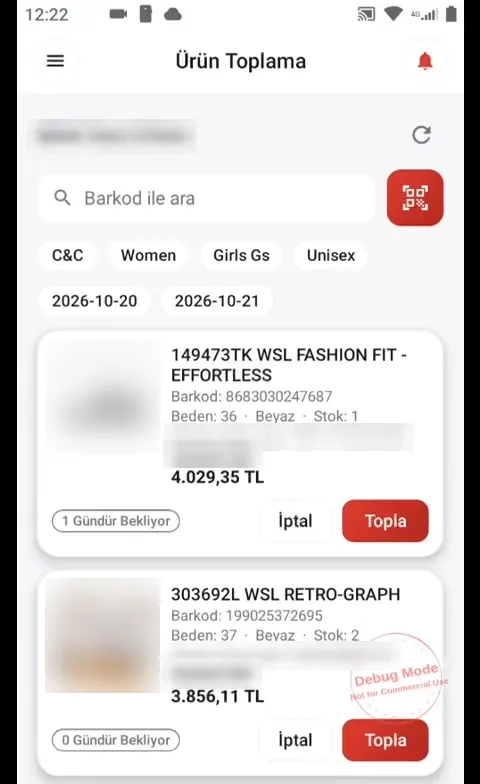 12:22
4G
Ürün Toplama
Barkod ile ara
C&C
Women
Girls Gs
Unisex
2026-10-20
2026-10-21
149473TK WSL FASHION FIT -
EFFORTLESS
Barkod: 8683030247687
Beden: 36 · Beyaz · Stok: 1
4.029,35 TL
1 Gündür Bekliyor
İptal
Topla
303692L WSL RETRO-GRAPH
Barkod: 199025372695
Beden: 37 · Beyaz · Stok: 2
Debug Mode
Not for Commercial Use
3.856,11 TL
0 Gündür Bekliyor
İptal
Topla